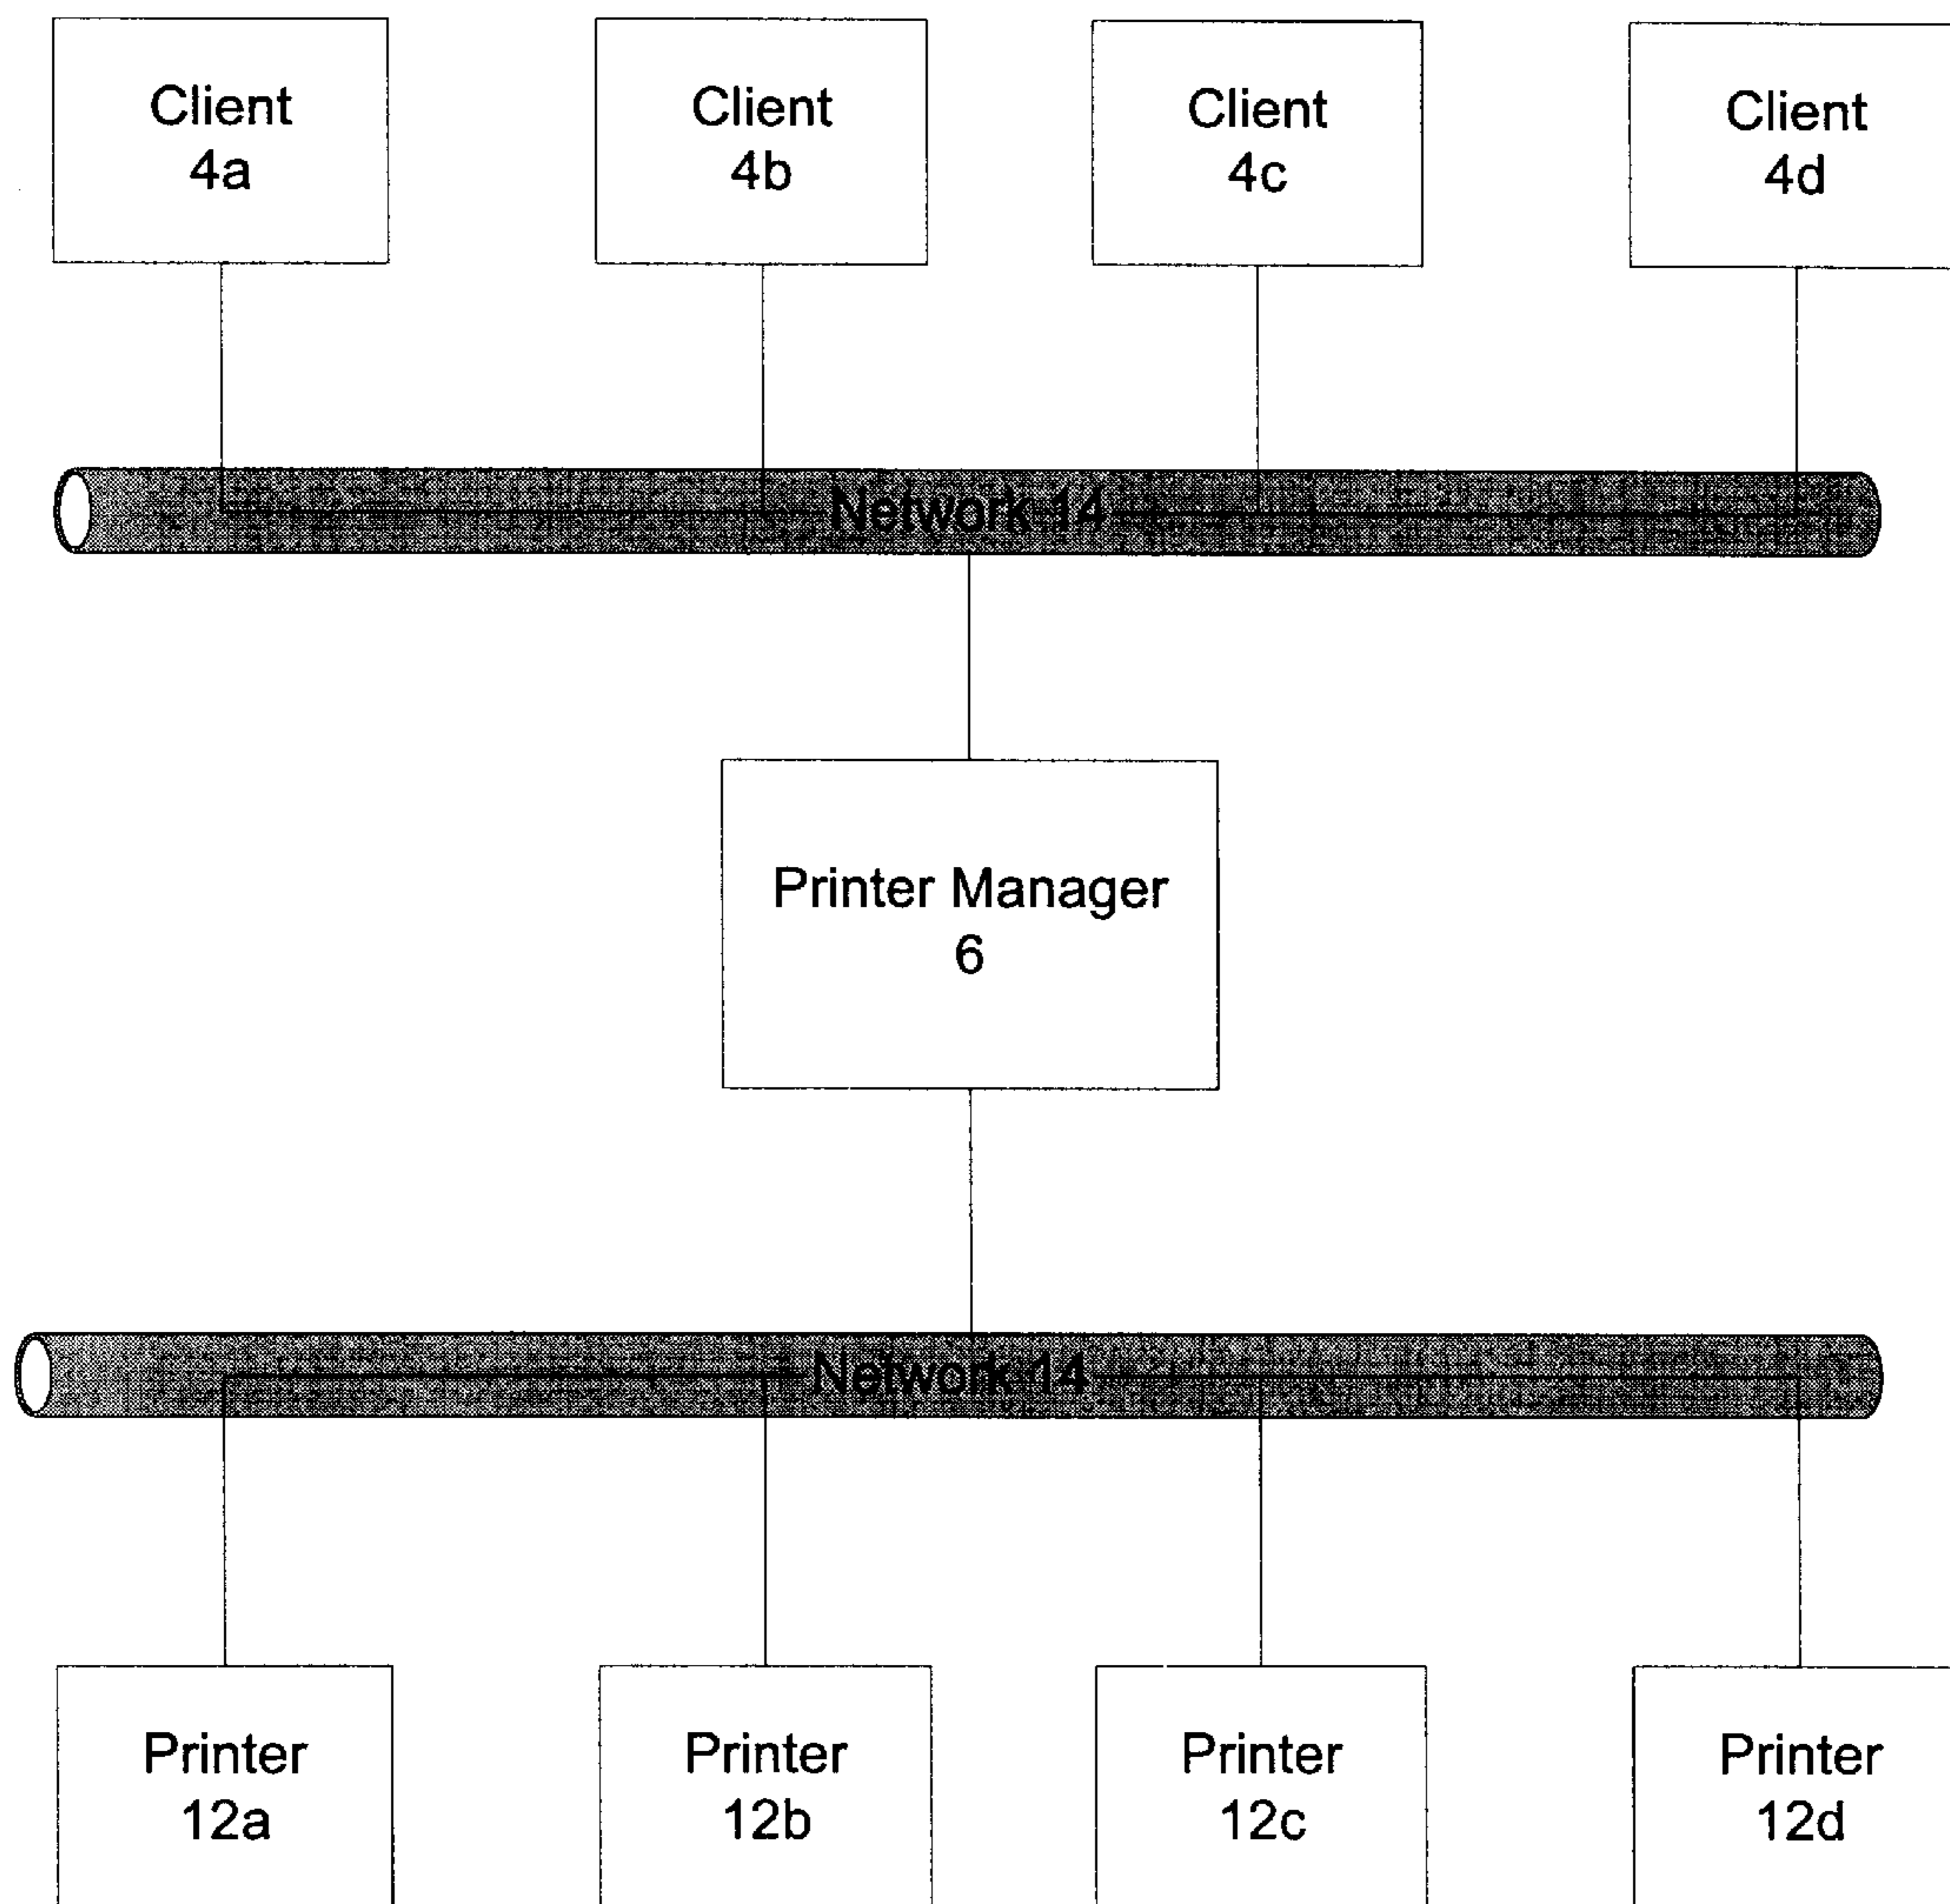 Client
4a
Client
4b
Client
4c
Client
4d
Network 14
Printer Manager
6
Network 14
Printer
12a
Printer
12b
Printer
12c
Printer
12d